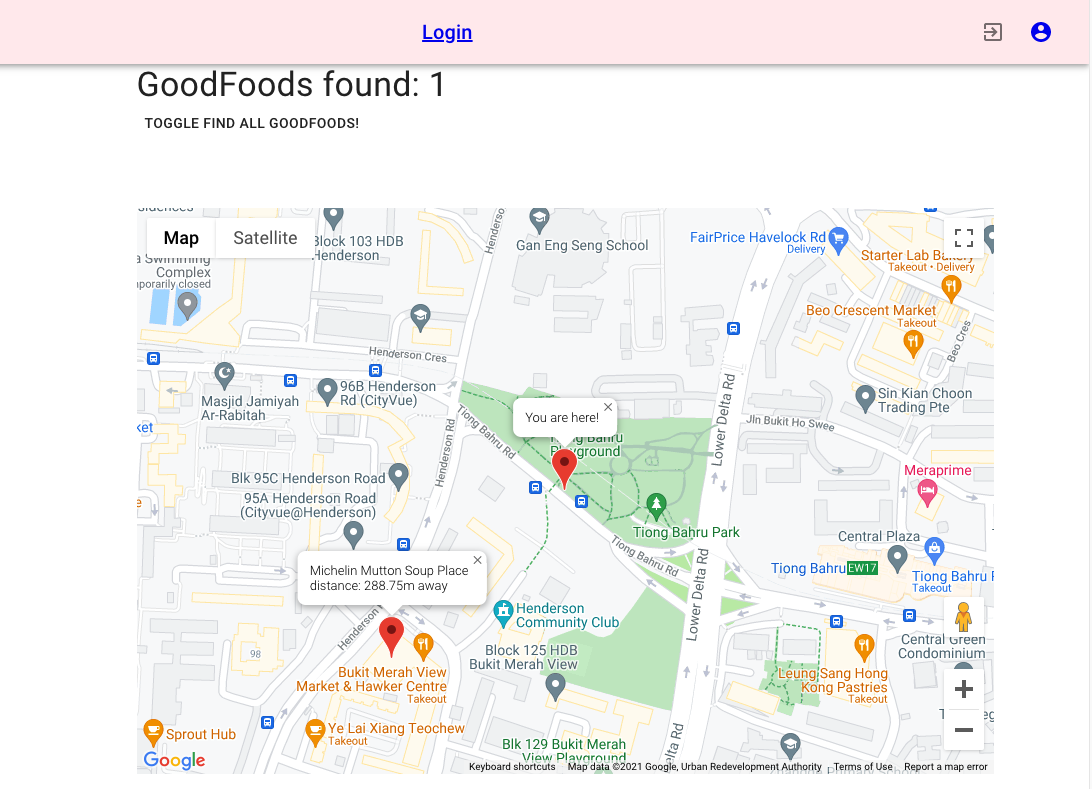 Login
GoodFoods found: 1
TOGGLE FIND ALL GOODFOODS!
Map
Satellite
Block 103 HDB
Henderson
Complex
Gan Eng Seng School
Henderson
FairPrice Havelock Rd
Delivery
Starter Lab Bakery
Takeout • Delivery
Beo Crescent Market
Takeout
Beo Cres
Henderson Cres
Masjid Jamiyah
Ar-Rabitah
96B Henderson
Rd (CityVue)
Tiong Bahru Rd
Henderson Rd
You are here!
Tiong Bahru
Playground
Lower Delta Rd
Sin Kian Choon
Trading Pte
Jln Bukit Ho Swee
Meraprime
Blk 95C Henderson Road
95A Henderson Road
(Cityvue@Henderson)
Tiong Bahru Park
Tiong Bahru Rd
Central Plaza
Tiong Bahru EW17
Tiong Bahru
Michelin Mutton Soup Place
distance: 288.75m away
Lower Delta Rd
Henderson
Henderson
Community Club
98
Block 125 HDB
Bukit Merah View
Bukit Merah View
Market & Hawker Centre
Takeout
Central Green
Condominium
Leung Sang Hong
Kong Pastries
Takeout
Sprout Hub
Ye Lai Xiang Teochew
Takeout
Blk 129 Bukit Merah
View Playground
Google
Keyboard shortcuts
Map data ©2021 Google, Urban Redevelopment Authority
Terms of Use
Report a map error